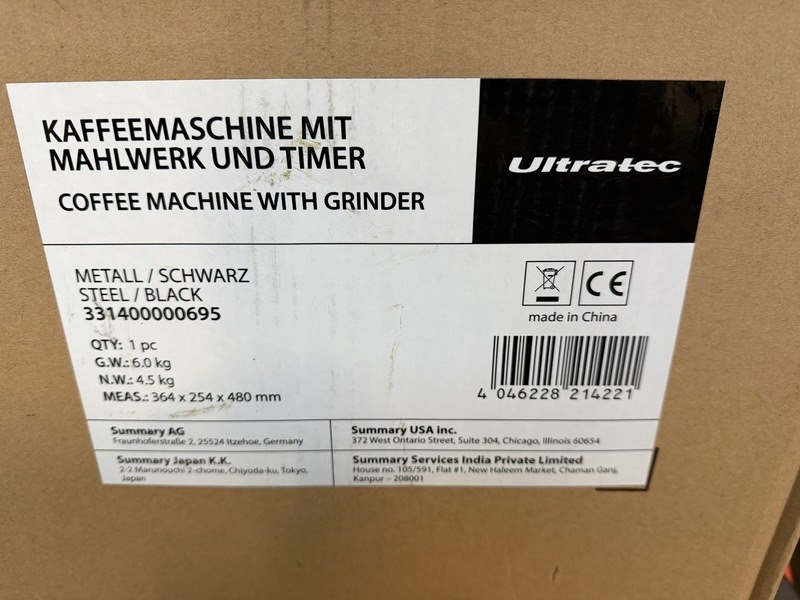 KAFFEEMASCHINE MIT
MAHLWERK UND TIMER
COFFEE MACHINE WITH GRINDER
Ultratec
METALL / SCHWARZ
STEEL / BLACK
331400000695
QTY: 1 pc
G.W.: 6.0 kg
N.W.: 4.5 kg
MEAS.: 364 x 254 x 480 mm
CE
made in China
4 046228 214221
Summary AG
Fraunhoferstraße 2, 25524 Itzehoe, Germany
Summary USA inc.
372 West Ontario Street, Suite 304, Chicago, Illinois 60654
Summary Japan K.K.
2-2 Marunouchi 2-chome, Chiyoda-ku, Tokyo,
Japan
Summary Services India Private Limited
House no. 105/591, Flat #1, New Haleem Market, Chaman Ganj,
Kanpur – 208001